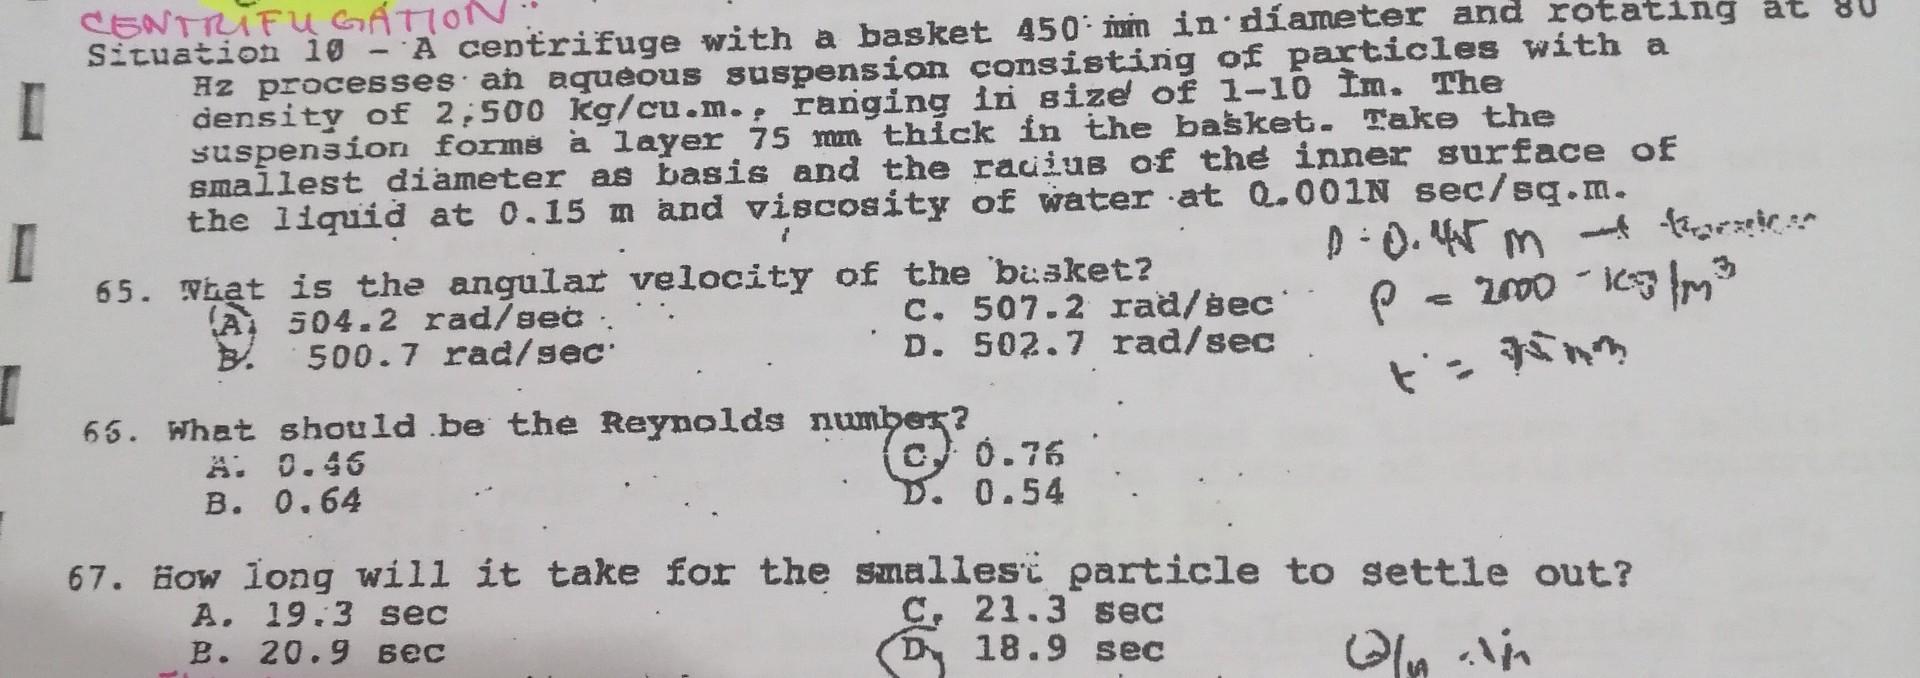 CENTRIFUGATION:
Situation 10 - A centrifuge with a basket 450 mm in diameter and rotating at 80
Hz processes an aqueous suspension consisting of particles with a
density of 2,500 kg/cu.m., ranging in size of 1-10 Im. The
suspension forms a layer 75 mm thick in the basket. Take the
smallest diameter as basis and the radius of the inner surface of
the liquid at 0.15 m and viscosity of water at 0.001N sec/sq.m.
D = 0.45 m →
65. What is the angular velocity of the basket?
ρ = 2000 - kg/m³
A. 504.2 rad/sec C. 507.2 rad/sec
B. 500.7 rad/sec D. 502.7 rad/sec
t = 75 mm
66. What should be the Reynolds number?
A. 0.46 C. 0.76
B. 0.64 D. 0.54
67. How long will it take for the smallest particle to settle out?
A. 19.3 sec C. 21.3 sec
B. 20.9 sec D. 18.9 sec